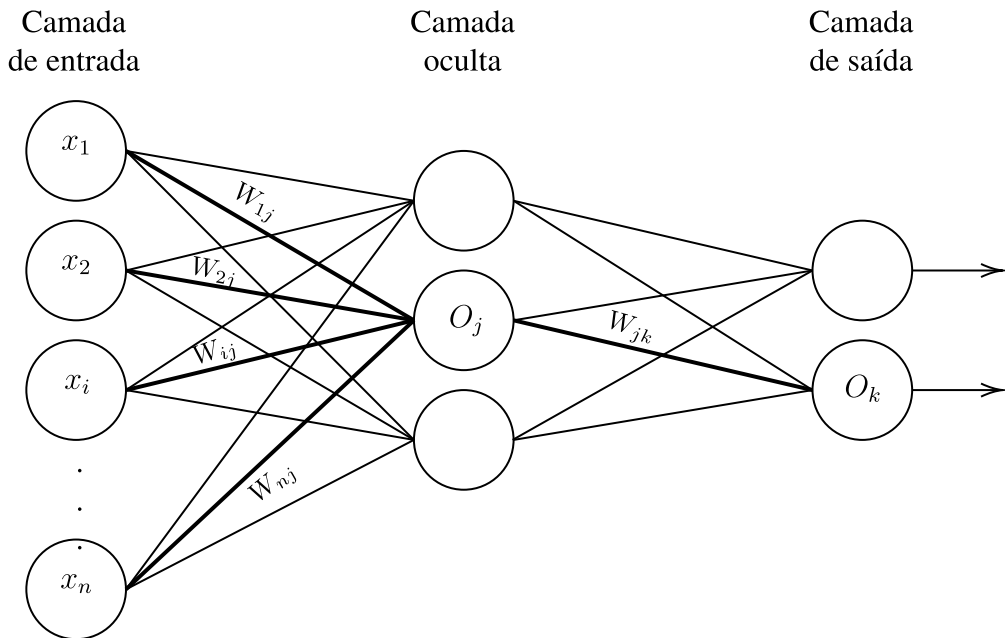 Camada
de entrada
Camada
oculta
Camada
de saída
x₁
W₁ⱼ
x₂
W₂ⱼ
Oⱼ
Wⱼₖ
Wᵢⱼ
xᵢ
Oₖ
.
.
.
Wₙⱼ
xₙ